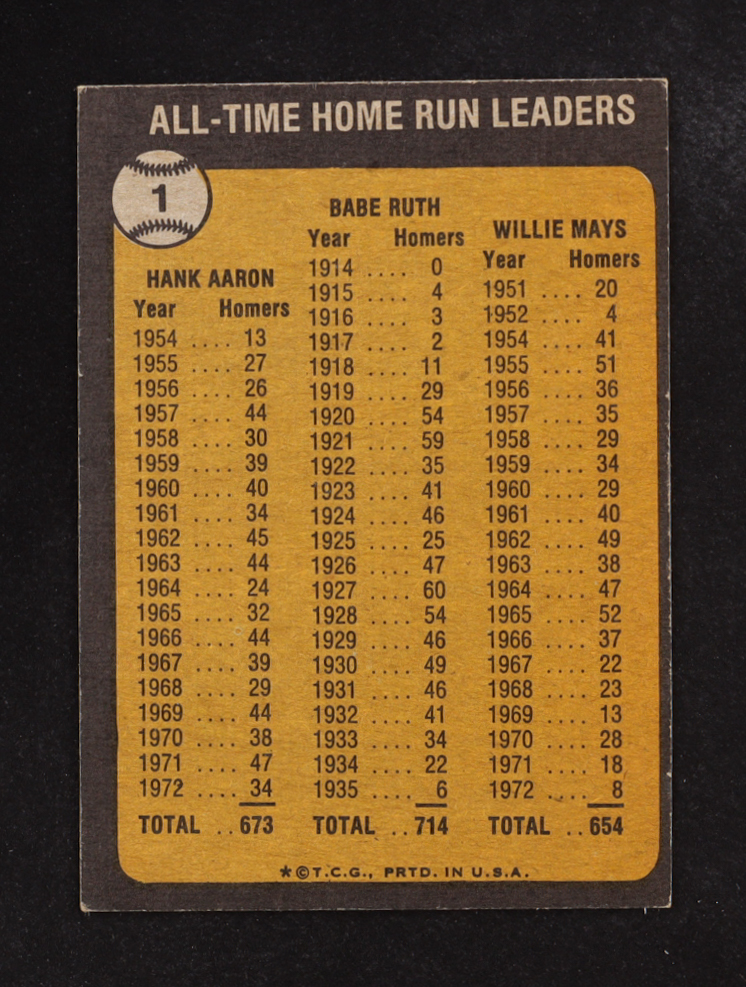 ALL-TIME HOME RUN LEADERS
1
HANK AARON
Year Homers
1954 .... 13
1955 .... 27
1956 .... 26
1957 .... 44
1958 .... 30
1959 .... 39
1960 .... 40
1961 .... 34
1962 .... 45
1963 .... 44
1964 .... 24
1965 .... 32
1966 .... 44
1967 .... 39
1968 .... 29
1969 .... 44
1970 .... 38
1971 .... 47
1972 .... 34
TOTAL .. 673
BABE RUTH
Year Homers
1914 .... 0
1915 .... 4
1916 .... 3
1917 .... 2
1918 .... 11
1919 .... 29
1920 .... 54
1921 .... 59
1922 .... 35
1923 .... 41
1924 .... 46
1925 .... 25
1926 .... 47
1927 .... 60
1928 .... 54
1929 .... 46
1930 .... 49
1931 .... 46
1932 .... 41
1933 .... 34
1934 .... 22
1935 .... 6
TOTAL .. 714
WILLIE MAYS
Year Homers
1951 .... 20
1952 .... 4
1954 .... 41
1955 .... 51
1956 .... 36
1957 .... 35
1958 .... 29
1959 .... 34
1960 .... 29
1961 .... 40
1962 .... 49
1963 .... 38
1964 .... 47
1965 .... 52
1966 .... 37
1967 .... 22
1968 .... 23
1969 .... 13
1970 .... 28
1971 .... 18
1972 .... 8
TOTAL .. 654
*©T.C.G., PRTD. IN U.S.A.